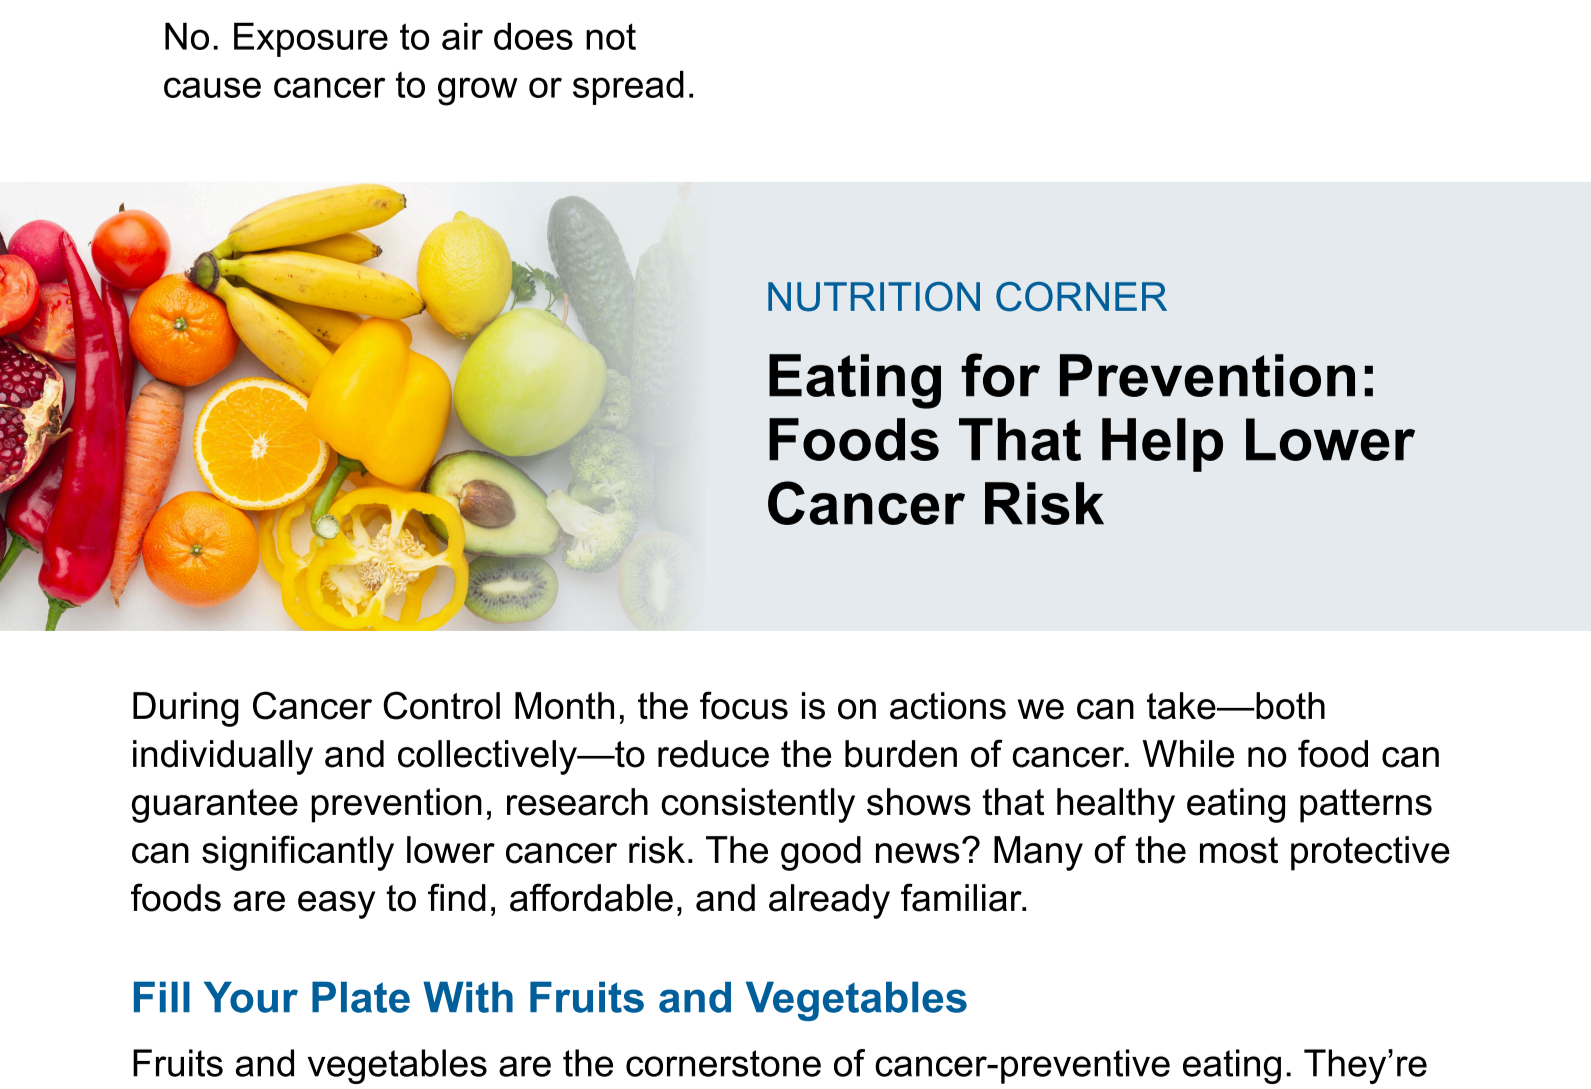 No. Exposure to air does not
cause cancer to grow or spread.
NUTRITION CORNER
Eating for Prevention:
Foods That Help Lower
Cancer Risk
During Cancer Control Month, the focus is on actions we can take—both
individually and collectively—to reduce the burden of cancer. While no food can
guarantee prevention, research consistently shows that healthy eating patterns
can significantly lower cancer risk. The good news? Many of the most protective
foods are easy to find, affordable, and already familiar.
Fill Your Plate With Fruits and Vegetables
Fruits and vegetables are the cornerstone of cancer-preventive eating. They’re